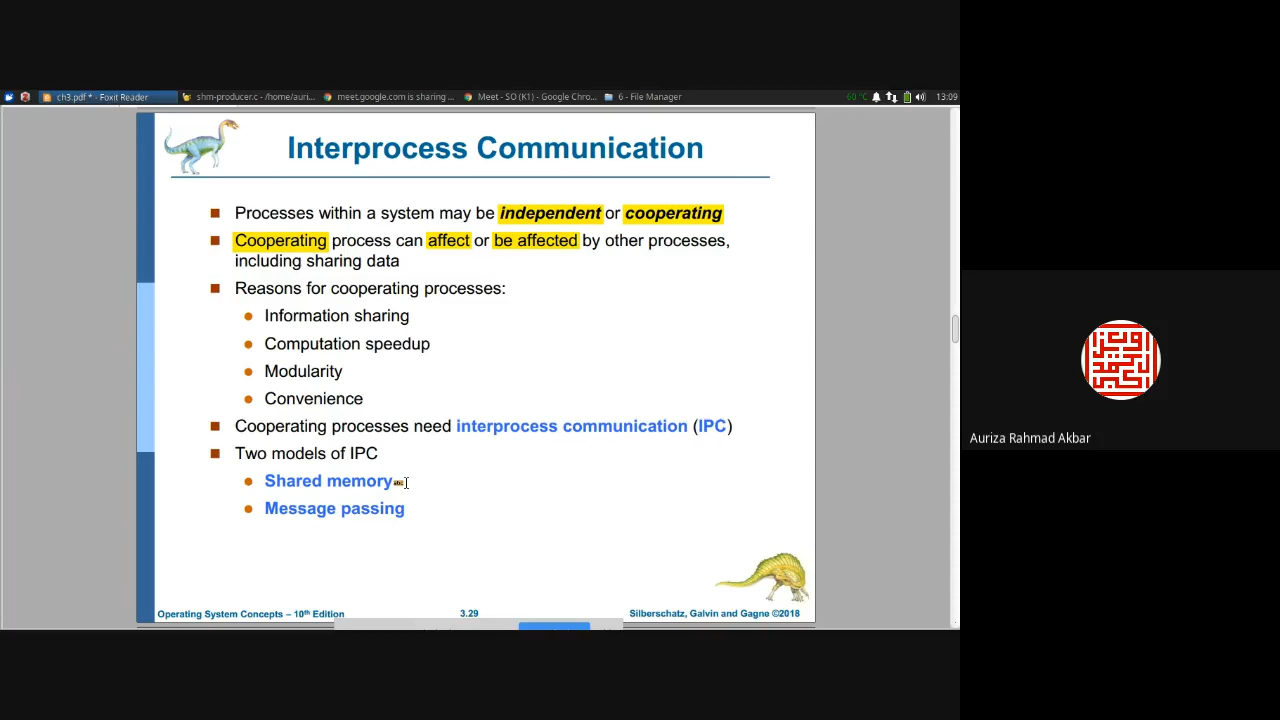 ch3.pdf * - Foxit Reader
shm-producer.c - /home/auri...
meet.google.com is sharing ...
Meet - SO (K1) - Google Chro...
6 - File Manager
60 °C
13:09
Interprocess Communication
Processes within a system may be independent or cooperating
Cooperating process can affect or be affected by other processes,
including sharing data
Reasons for cooperating processes:
Information sharing
Computation speedup
Modularity
Convenience
Cooperating processes need interprocess communication (IPC)
Two models of IPC
Shared memory
Message passing
Operating System Concepts – 10th Edition
3.29
Silberschatz, Galvin and Gagne ©2018
Auriza Rahmad Akbar